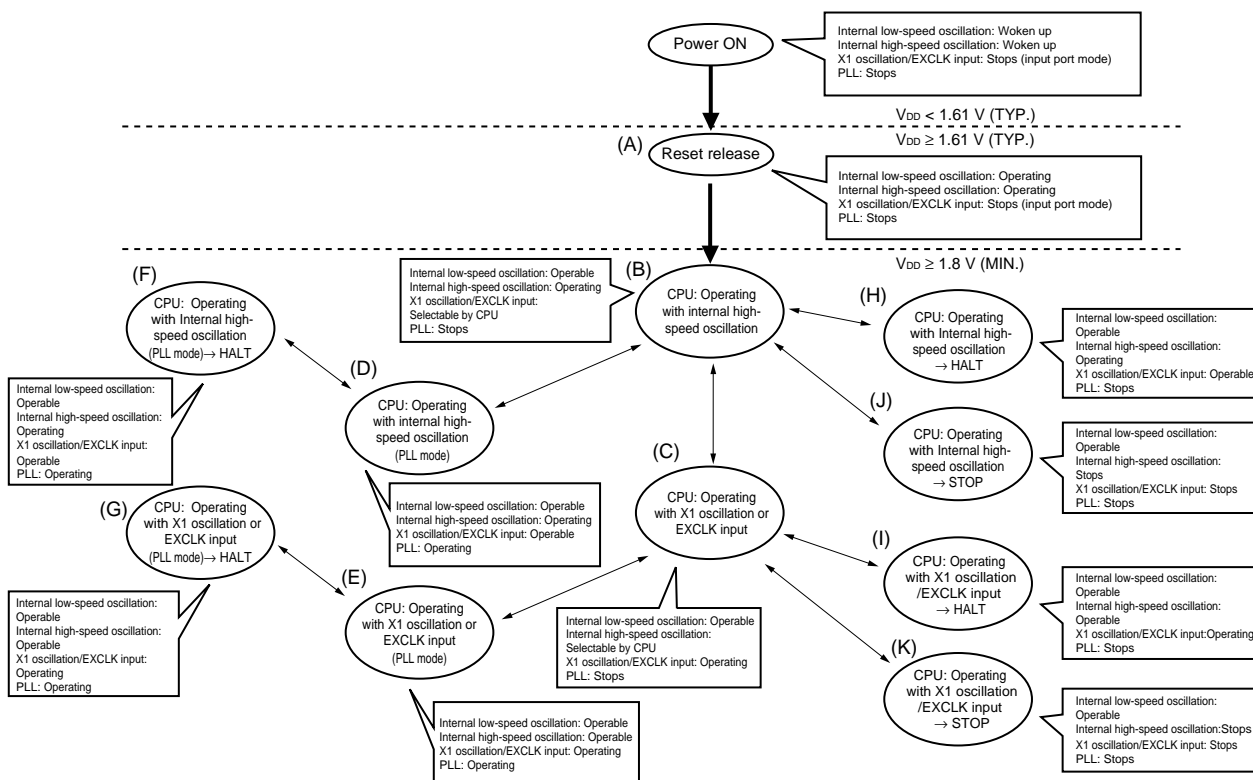 Power ON
Internal low-speed oscillation: Woken up
Internal high-speed oscillation: Woken up
X1 oscillation/EXCLK input: Stops (input port mode)
PLL: Stops
VDD < 1.61 V (TYP.)
VDD ≥ 1.61 V (TYP.)
(A)
Reset release
Internal low-speed oscillation: Operating
Internal high-speed oscillation: Operating
X1 oscillation/EXCLK input: Stops (input port mode)
PLL: Stops
VDD ≥ 1.8 V (MIN.)
(B)
CPU: Operating
with internal high-
speed oscillation
Internal low-speed oscillation: Operable
Internal high-speed oscillation: Operating
X1 oscillation/EXCLK input:
Selectable by CPU
PLL: Stops
(F)
CPU: Operating
with Internal high-
speed oscillation
(PLL mode) → HALT
Internal low-speed oscillation:
Operable
Internal high-speed oscillation:
Operating
X1 oscillation/EXCLK input:
Operable
PLL: Operating
(D)
CPU: Operating
with internal high-
speed oscillation
(PLL mode)
Internal low-speed oscillation: Operable
Internal high-speed oscillation: Operating
X1 oscillation/EXCLK input: Operable
PLL: Operating
(H)
CPU: Operating
with Internal high-
speed oscillation
→ HALT
Internal low-speed oscillation:
Operable
Internal high-speed oscillation:
Operating
X1 oscillation/EXCLK input: Operable
PLL: Stops
(J)
CPU: Operating
with Internal high-
speed oscillation
→ STOP
Internal low-speed oscillation:
Operable
Internal high-speed oscillation:
Stops
X1 oscillation/EXCLK input: Stops
PLL: Stops
(C)
CPU: Operating
with X1 oscillation or
EXCLK input
Internal low-speed oscillation: Operable
Internal high-speed oscillation:
Selectable by CPU
X1 oscillation/EXCLK input: Operating
PLL: Stops
(G)
CPU: Operating
with X1 oscillation or
EXCLK input
(PLL mode) → HALT
Internal low-speed oscillation:
Operable
Internal high-speed oscillation:
Operable
X1 oscillation/EXCLK input:
Operating
PLL: Operating
(E)
CPU: Operating
with X1 oscillation or
EXCLK input
(PLL mode)
Internal low-speed oscillation: Operable
Internal high-speed oscillation: Operable
X1 oscillation/EXCLK input: Operating
PLL: Operating
(I)
CPU: Operating
with X1 oscillation
/EXCLK input
→ HALT
Internal low-speed oscillation:
Operable
Internal high-speed oscillation:
Operable
X1 oscillation/EXCLK input:Operating
PLL: Stops
(K)
CPU: Operating
with X1 oscillation
/EXCLK input
→ STOP
Internal low-speed oscillation:
Operable
Internal high-speed oscillation:Stops
X1 oscillation/EXCLK input: Stops
PLL: Stops